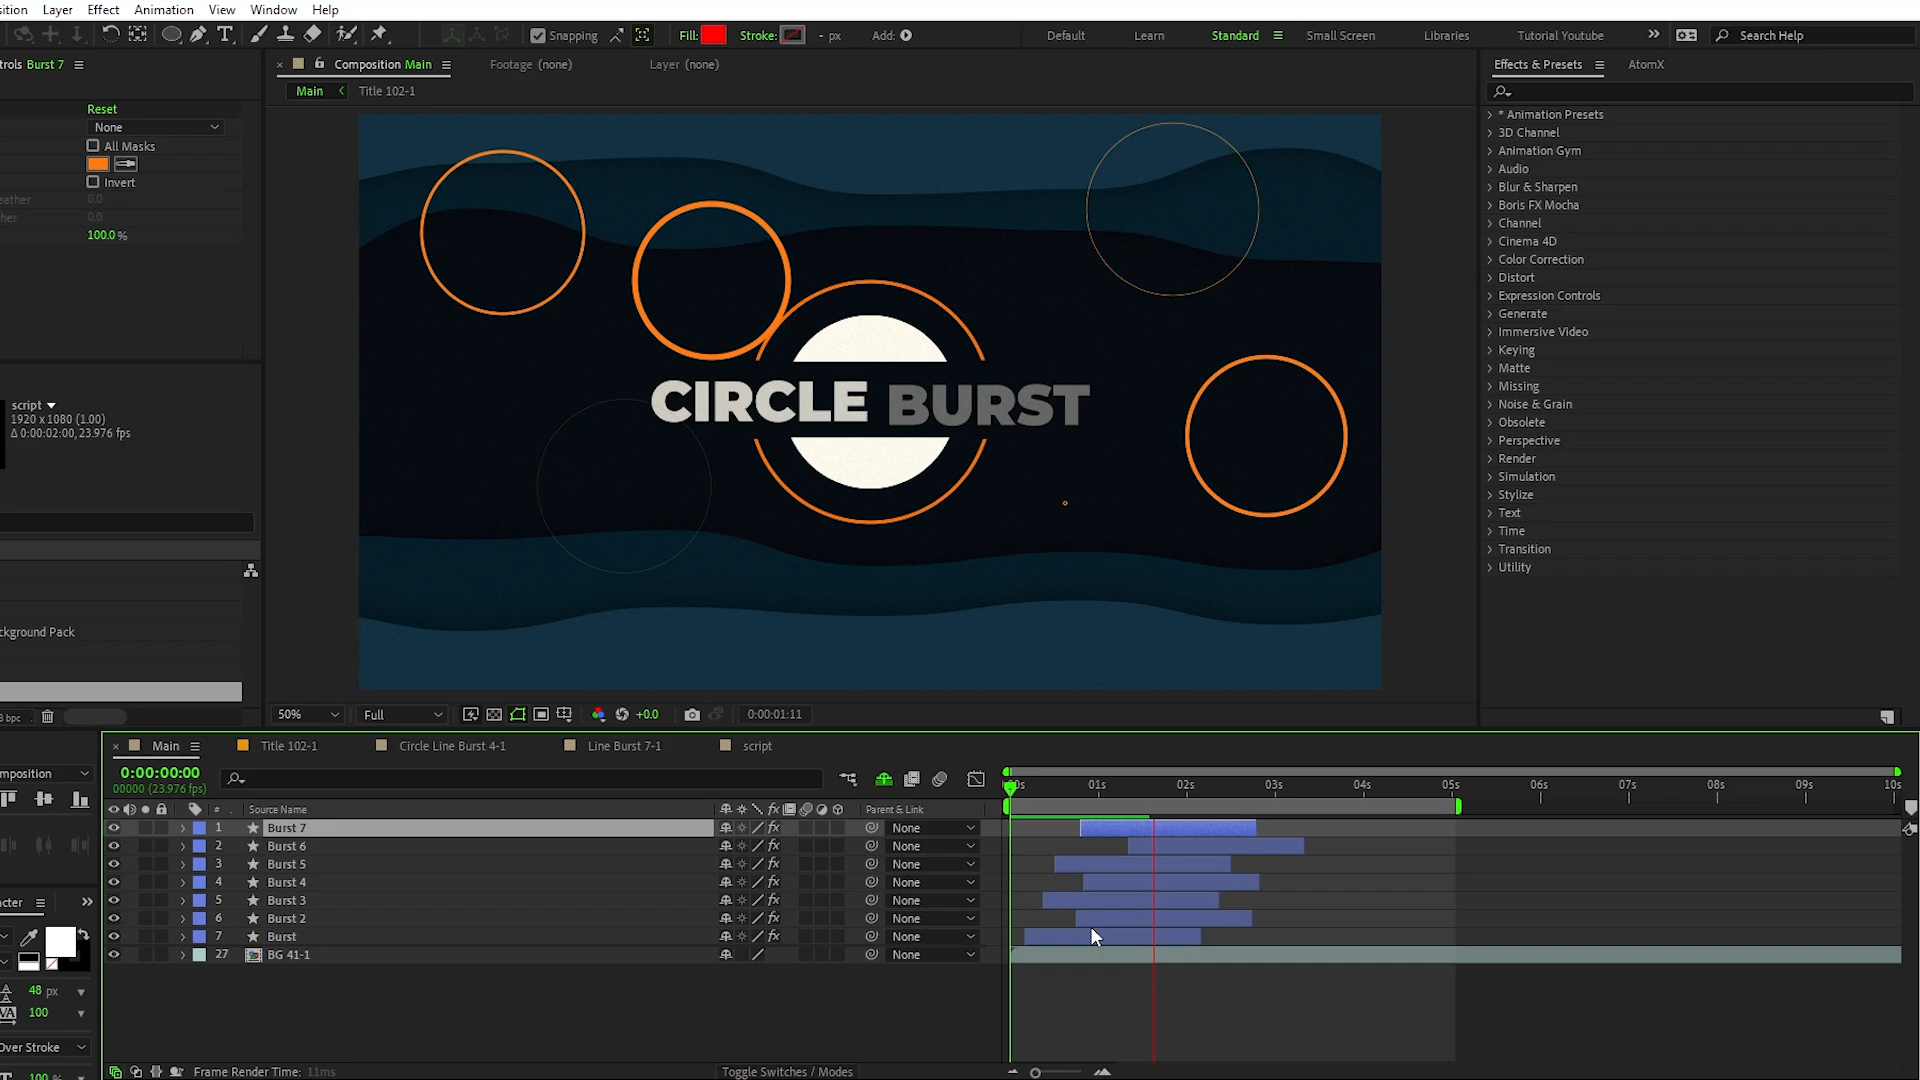 sition Layer Effect Animation View Window Help
Snapping Fill: Stroke: - px Add: Default Learn Standard Small Screen Libraries Tutorial Youtube Search Help
trols Burst 7
Composition Main Footage (none) Layer (none)
Effects & Presets AtomX
Main Title 102-1
Reset
None
All Masks
Invert
eather 0.0
her 0.0
100.0 %
script
1920 x 1080 (1.00)
Δ 0:00:02:00, 23.976 fps
ckground Pack
8 bpc
CIRCLE BURST
* Animation Presets
3D Channel
Animation Gym
Audio
Blur & Sharpen
Boris FX Mocha
Channel
Cinema 4D
Color Correction
Distort
Expression Controls
Generate
Immersive Video
Keying
Matte
Missing
Noise & Grain
Obsolete
Perspective
Render
Simulation
Stylize
Text
Time
Transition
Utility
50% Full +0.0 0:00:01:11
Main Title 102-1 Circle Line Burst 4-1 Line Burst 7-1 script
mposition
0:00:00:00
00000 (23.976 fps)
:00s 01s 02s 03s 04s 05s 06s 07s 08s 09s 10s
# Source Name Parent & Link
1 Burst 7 None
2 Burst 6 None
3 Burst 5 None
4 Burst 4 None
5 Burst 3 None
6 Burst 2 None
7 Burst None
27 BG 41-1 None
acter
48 px
100
Over Stroke
100 %
Frame Render Time: 11ms
Toggle Switches / Modes